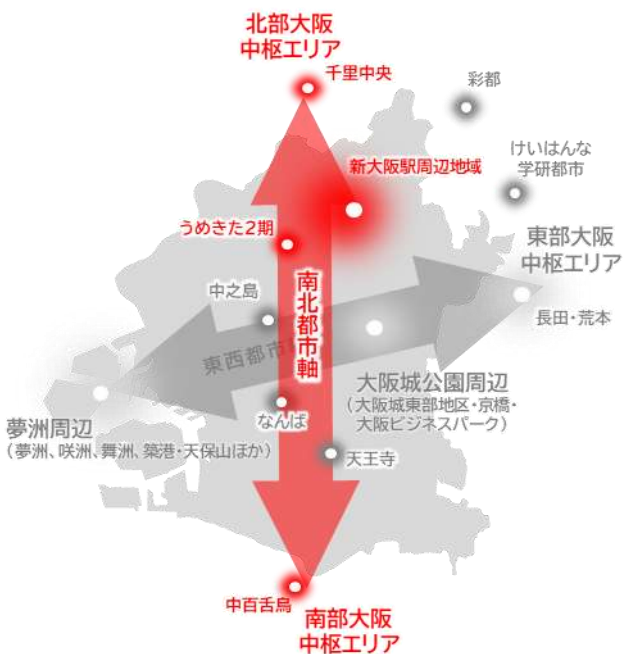 北部大阪
中枢エリア
千里中央
彩都
けいはんな
学研都市
新大阪駅周辺地域
うめきた2期
東部大阪
中枢エリア
中之島
南北都市軸
長田・荒本
東西都市
大阪城公園周辺
（大阪城東部地区・京橋・
大阪ビジネスパーク）
なんば
夢洲周辺
（夢洲、咲洲、舞洲、築港・天保山ほか）
天王寺
中百舌鳥
南部大阪
中枢エリア